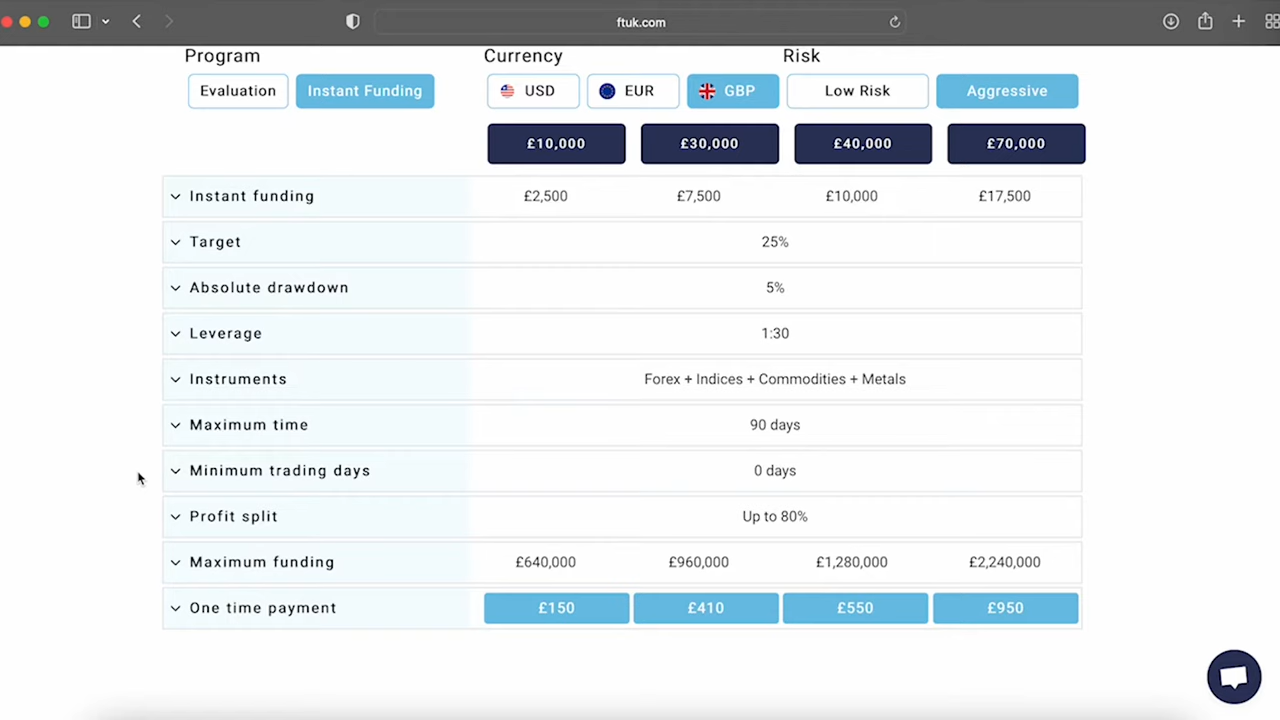 ftuk.com
Program Currency Risk
Evaluation Instant Funding USD EUR GBP Low Risk Aggressive
£10,000 £30,000 £40,000 £70,000
Instant funding £2,500 £7,500 £10,000 £17,500
Target 25%
Absolute drawdown 5%
Leverage 1:30
Instruments Forex + Indices + Commodities + Metals
Maximum time 90 days
Minimum trading days 0 days
Profit split Up to 80%
Maximum funding £640,000 £960,000 £1,280,000 £2,240,000
One time payment £150 £410 £550 £950